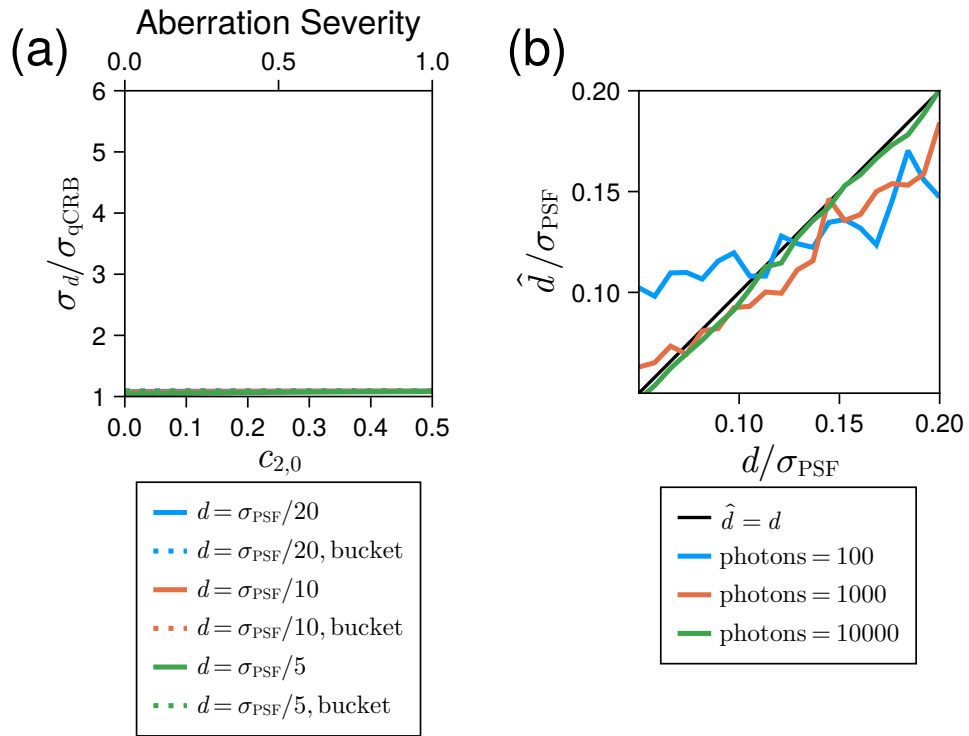 (a)
Aberration Severity
0.0 0.5 1.0
6
5
4
3
2
1
σ_d/σ_qCRB
0.0 0.1 0.2 0.3 0.4 0.5
c_{2,0}
d = σ_PSF/20
d = σ_PSF/20, bucket
d = σ_PSF/10
d = σ_PSF/10, bucket
d = σ_PSF/5
d = σ_PSF/5, bucket
(b)
0.20
0.15
0.10
d̂/σ_PSF
0.10 0.15 0.20
d/σ_PSF
d̂ = d
photons = 100
photons = 1000
photons = 10000